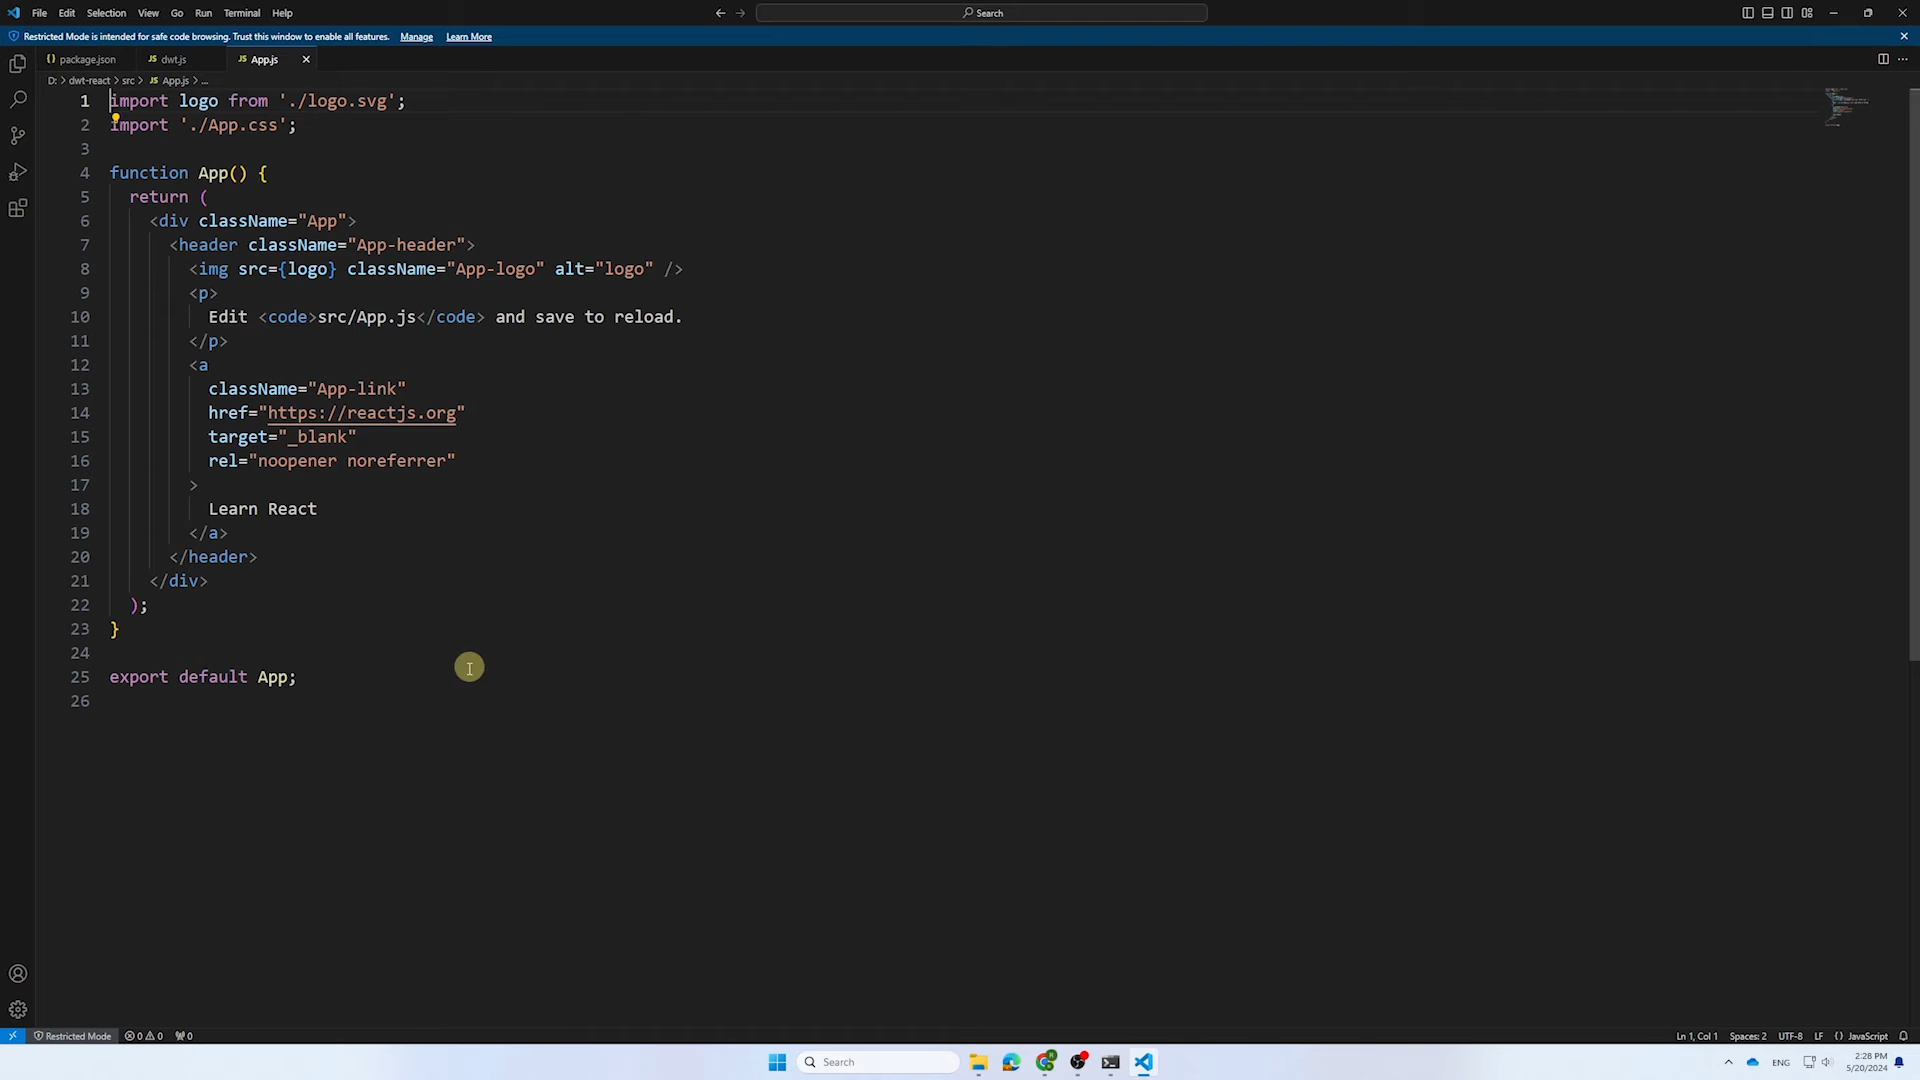 File Edit Selection View Go Run Terminal Help
Search
Restricted Mode is intended for safe code browsing. Trust this window to enable all features. Manage Learn More
package.json JS dwt.js JS App.js
D: > dwt-react > src > JS App.js > ...
1 import logo from './logo.svg';
2 import './App.css';
3
4 function App() {
5 return (
6 <div className="App">
7 <header className="App-header">
8 <img src={logo} className="App-logo" alt="logo" />
9 <p>
10 Edit <code>src/App.js</code> and save to reload.
11 </p>
12 <a
13 className="App-link"
14 href="https://reactjs.org"
15 target="_blank"
16 rel="noopener noreferrer"
17 >
18 Learn React
19 </a>
20 </header>
21 </div>
22 );
23 }
24
25 export default App;
26
Restricted Mode 0 0 0 Ln 1, Col 1 Spaces: 2 UTF-8 LF {} JavaScript
Search ENG 2:28 PM
5/20/2024